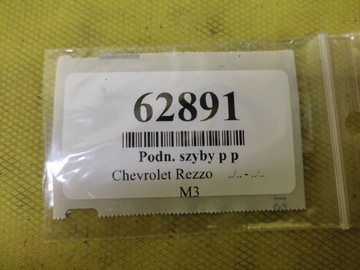 62891
Podn. szyby p p
Chevrolet Rezzo ../.. - ../..
M3